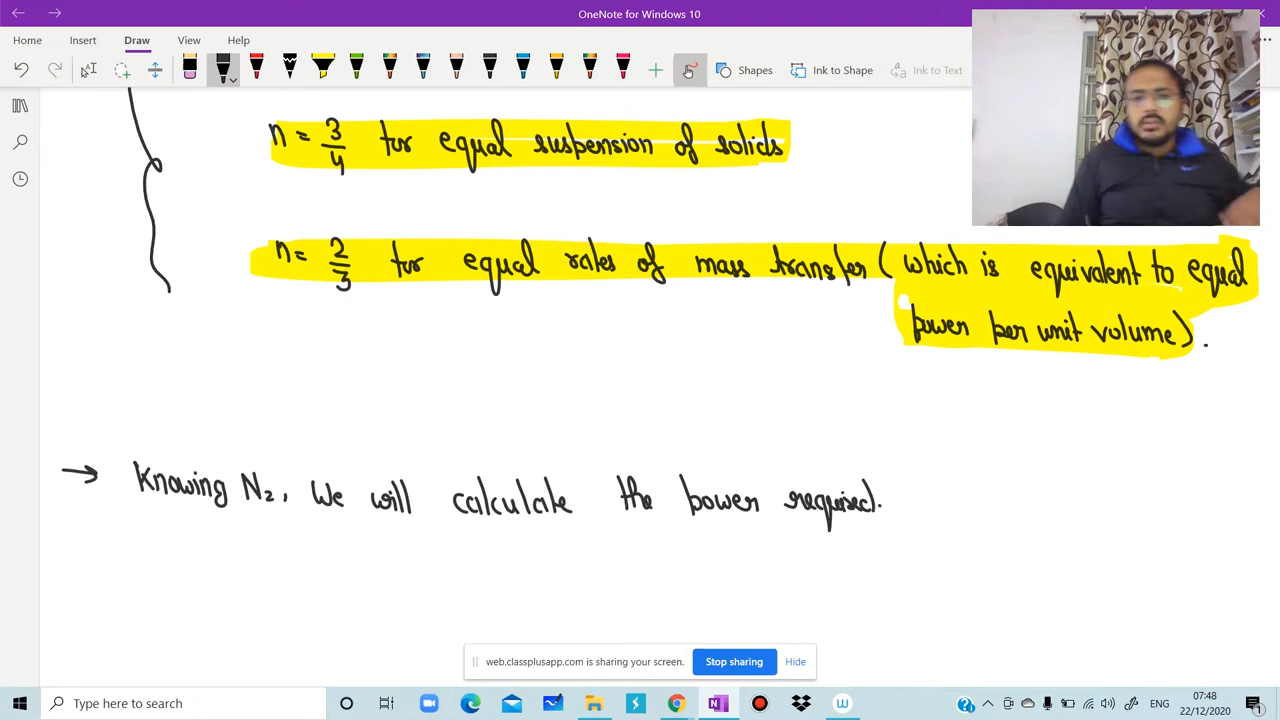 OneNote for Windows 10
Home Insert Draw View Help
Shapes Ink to Shape Ink to Text
n = 3/4 for equal suspension of solids
n = 2/3 for equal rates of mass transfer (which is equivalent to equal
power per unit volume).
→ Knowing N₂, We will calculate the power required.
web.classplusapp.com is sharing your screen. Stop sharing Hide
Type here to search
ENG
07:48
22/12/2020